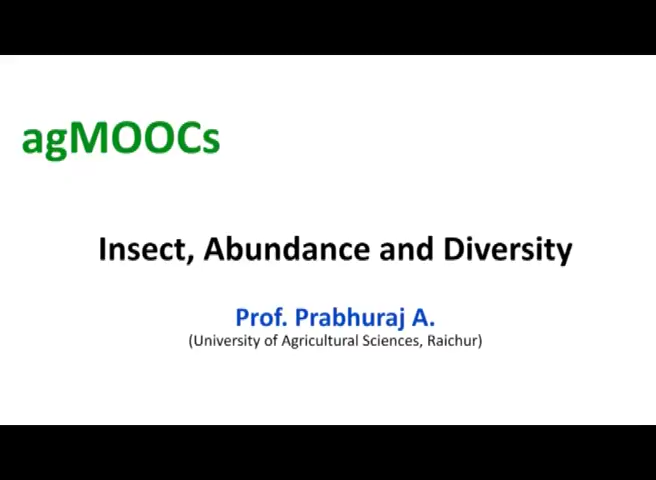 agMOOCs
Insect, Abundance and Diversity
Prof. Prabhuraj A.
(University of Agricultural Sciences, Raichur)